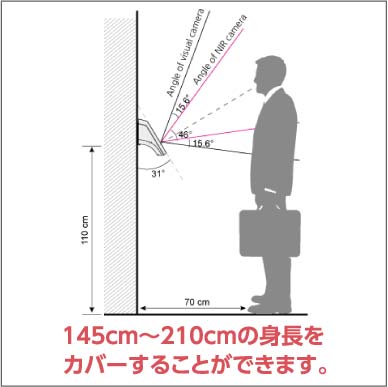 Angle of visual camera
Angle of NIR camera
15.6°
46°
15.6°
31°
110 cm
70 cm
145cm～210cmの身長を
カバーすることができます。